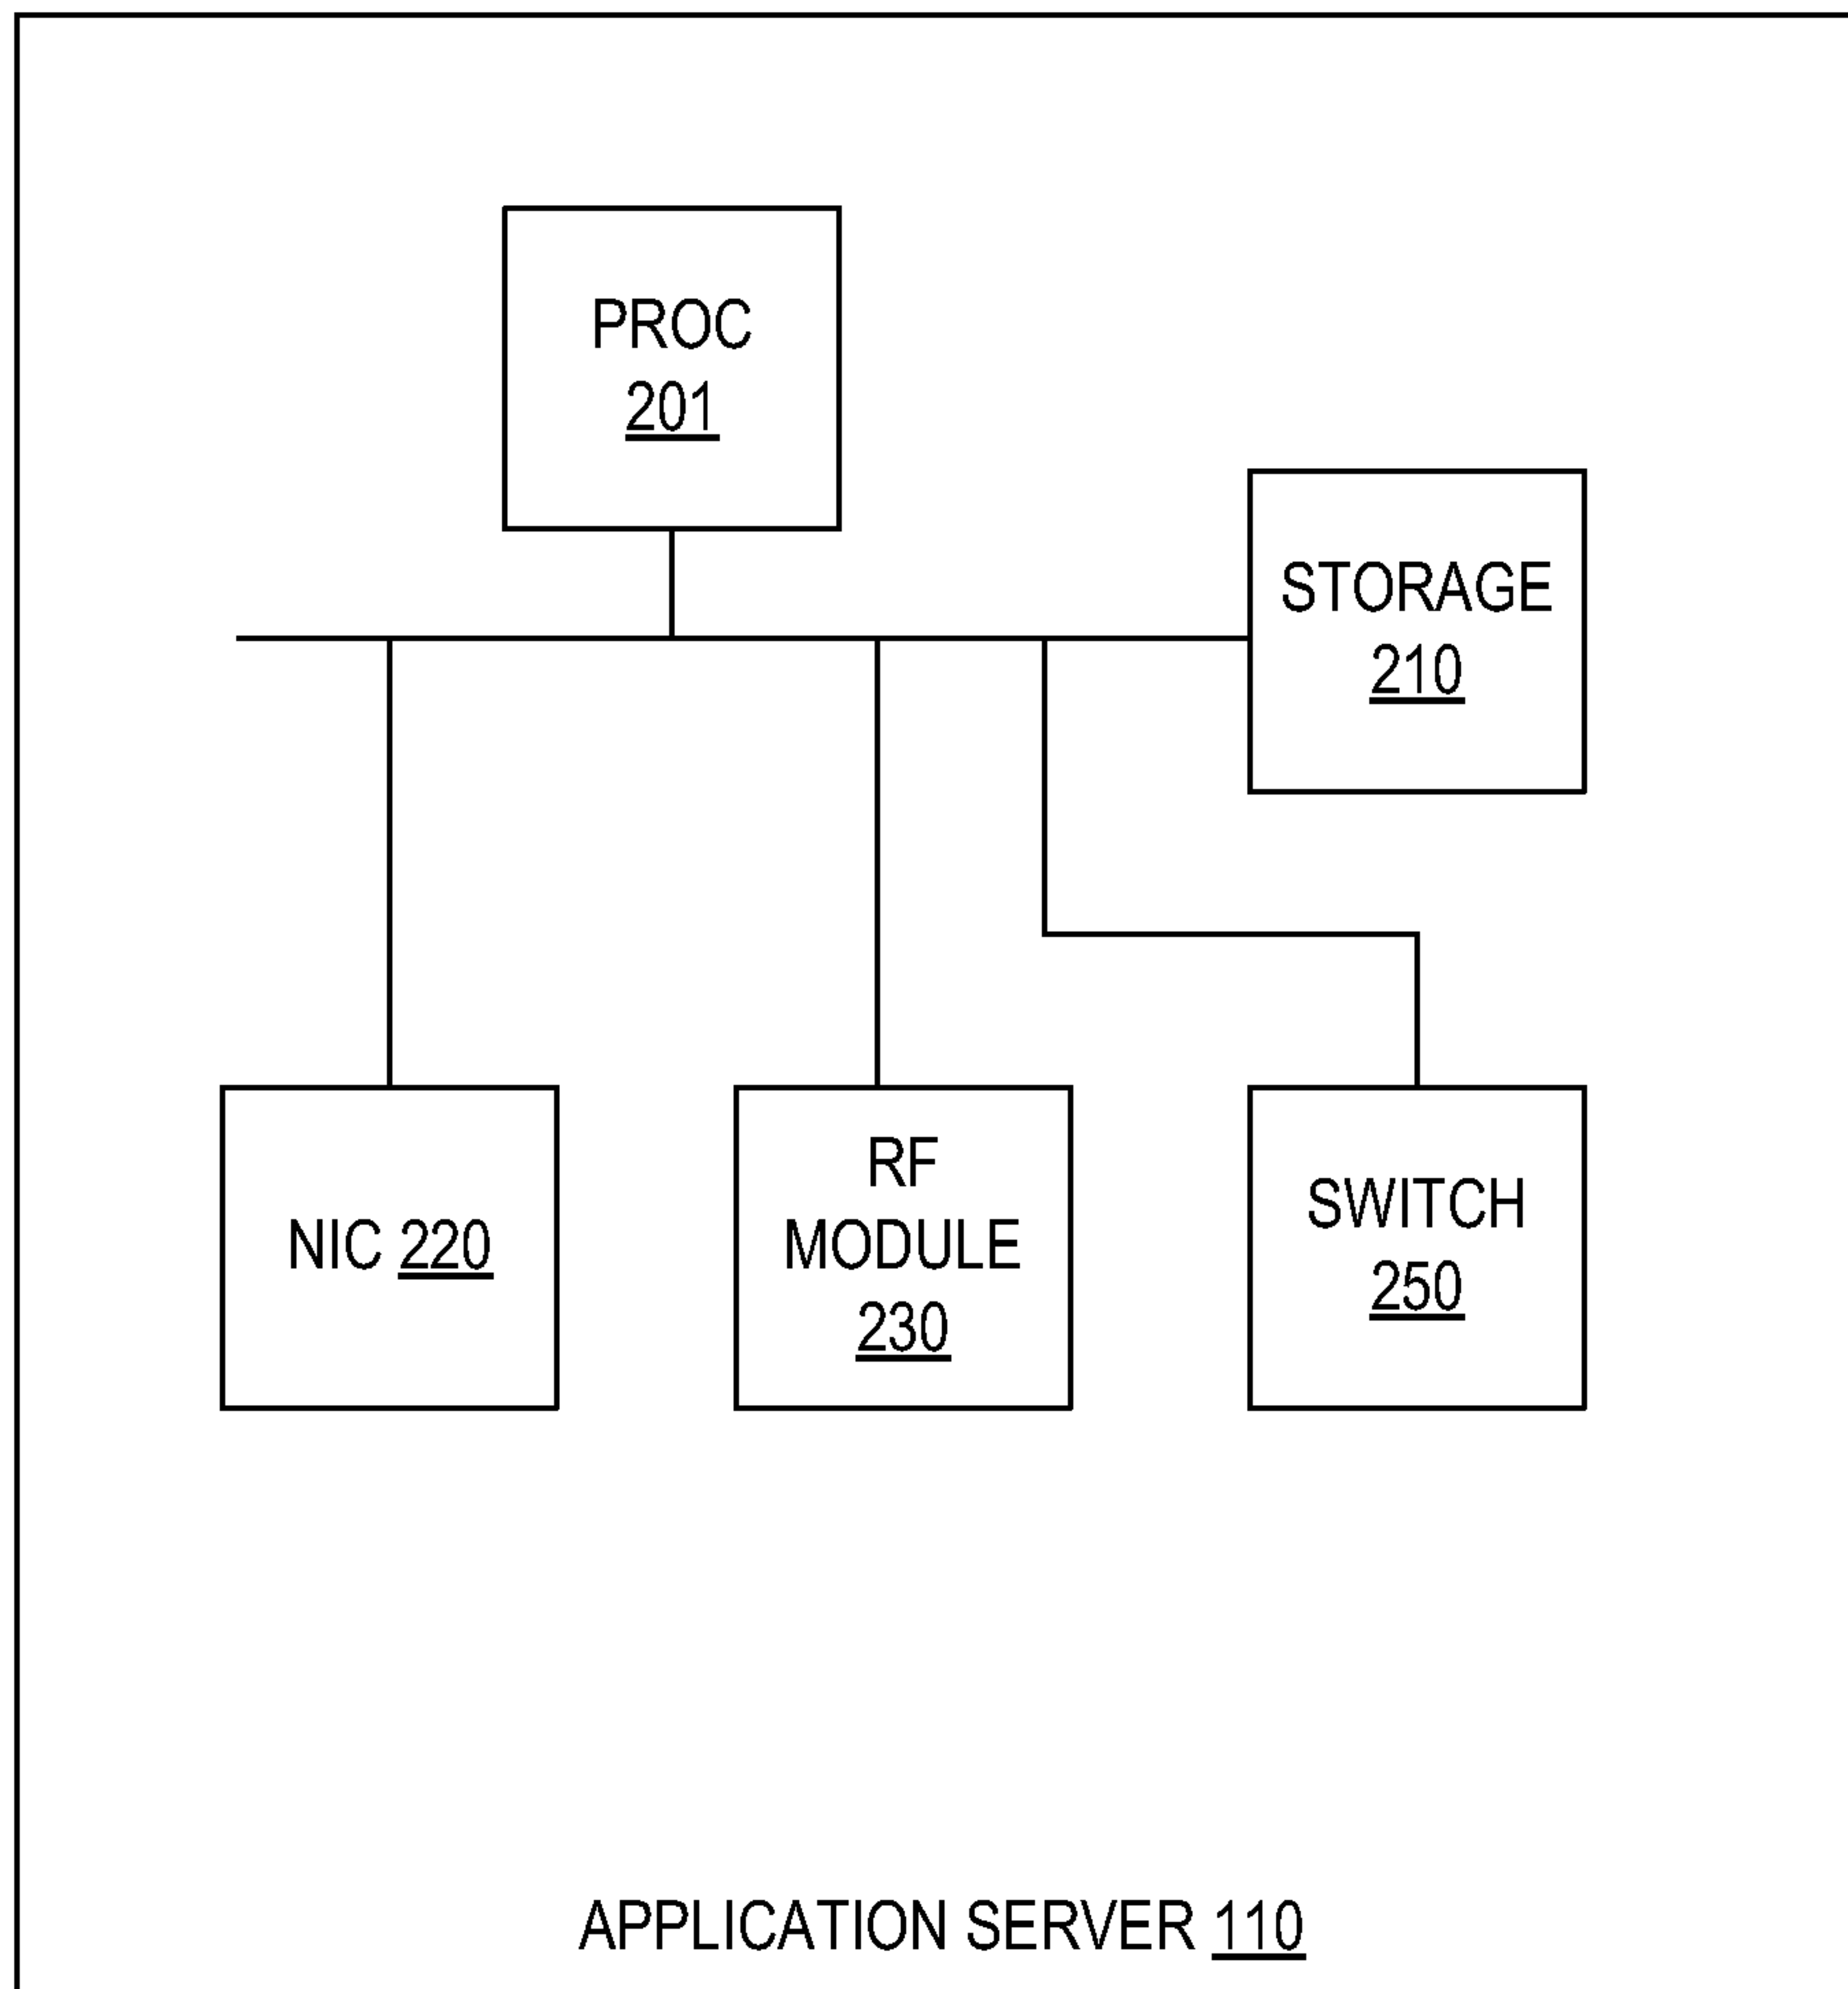 PROC
201
STORAGE
210
NIC 220
RF
MODULE
230
SWITCH
250
APPLICATION SERVER 110